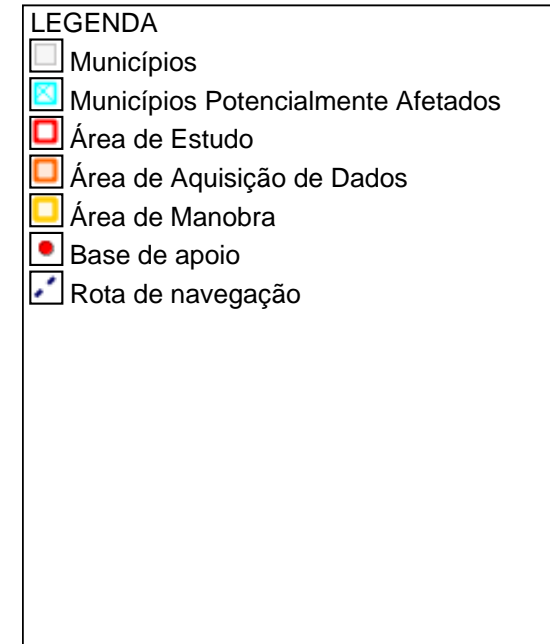 LEGENDA
Municípios
Municípios Potencialmente Afetados
Área de Estudo
Área de Aquisição de Dados
Área de Manobra
Base de apoio
Rota de navegação